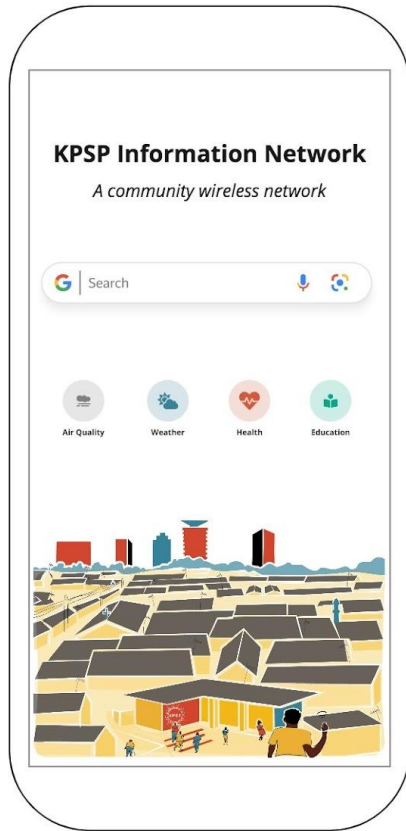 KPSP Information Network
A community wireless network
Search
Air Quality
Weather
Health
Education